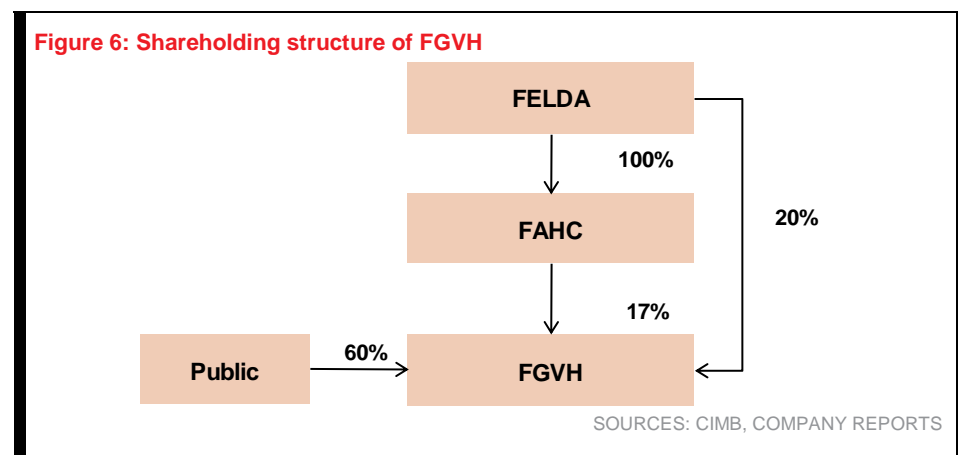 Figure 6: Shareholding structure of FGVH
FELDA
100%
20%
FAHC
17%
60%
Public
FGVH
SOURCES: CIMB, COMPANY REPORTS